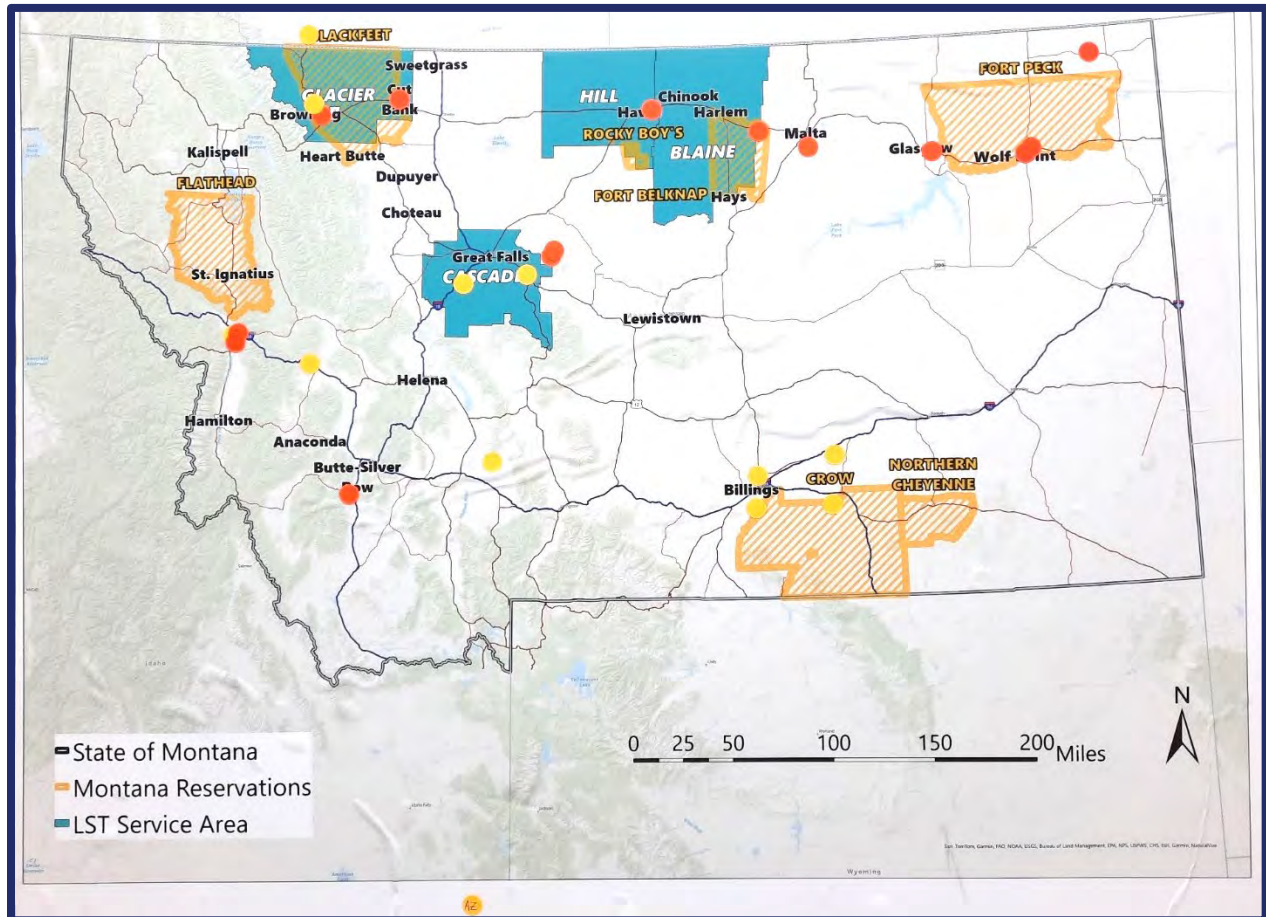 BLACKFEET
Sweetgrass
FORT PECK
GLACIER
Cut
Bank
HILL
Chinook
Harlem
Malta
ROCKY BOY'S
BLAINE
Heart Butte
Kalispell
Glasgow
Wolf Point
FLATHEAD
Dupuyer
FORT BELKNAP
Hays
Choteau
St. Ignatius
Great Falls
CASCADE
Lewistown
Helena
Hamilton
Anaconda
Butte-Silver
Bow
Billings
CROW
NORTHERN
CHEYENNE
Idaho
Wyoming
N
0 25 50 100 150 200 Miles
State of Montana
Montana Reservations
LST Service Area
AZ